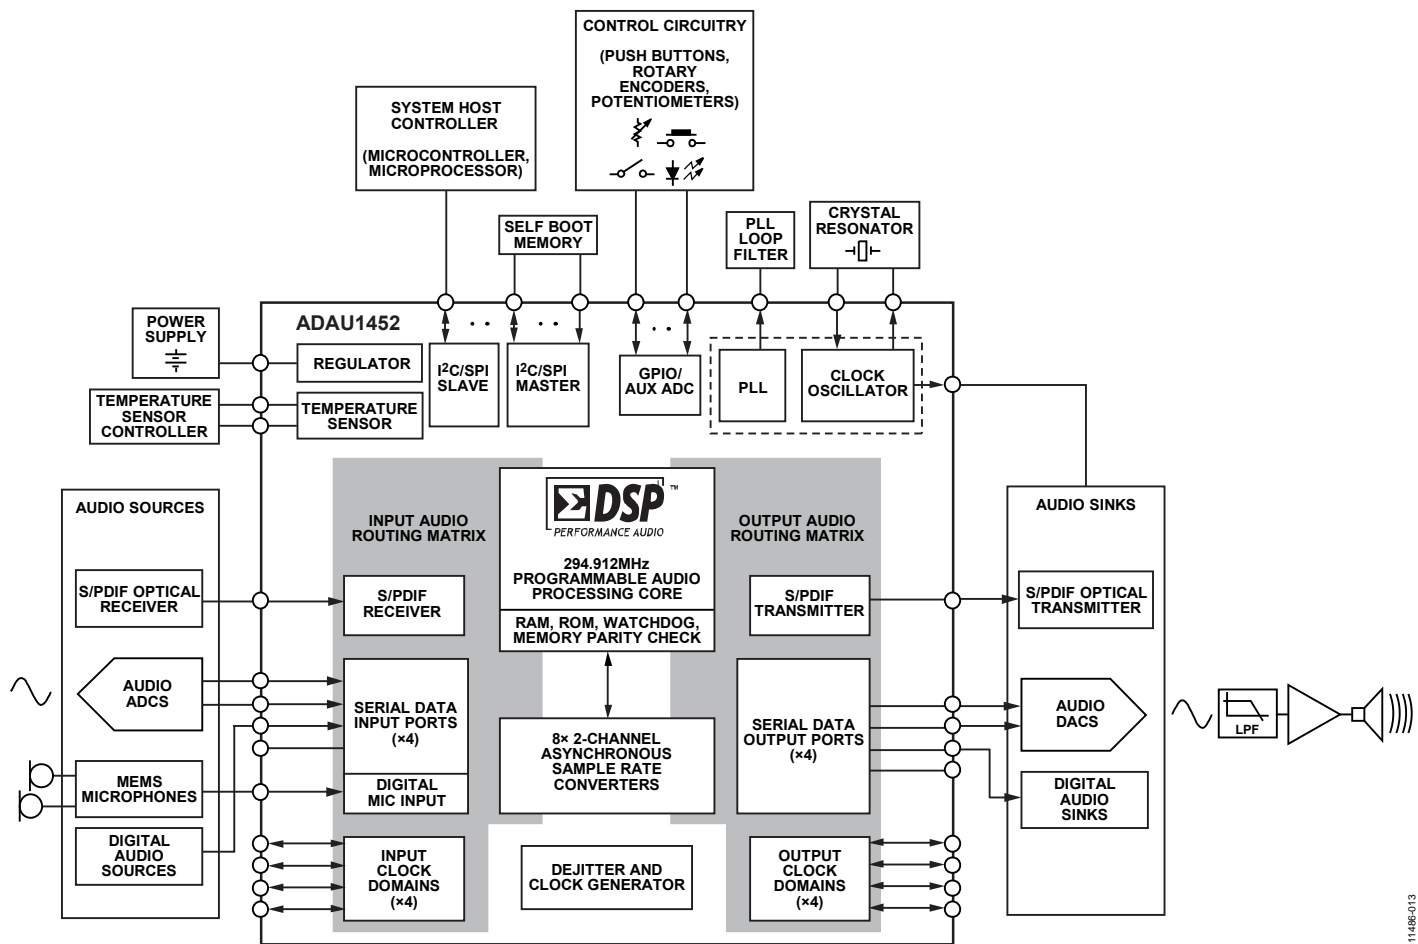 CONTROL CIRCUITRY
(PUSH BUTTONS,
ROTARY
ENCODERS,
POTENTIOMETERS)
SYSTEM HOST
CONTROLLER
(MICROCONTROLLER,
MICROPROCESSOR)
SELF BOOT
MEMORY
PLL
LOOP
FILTER
CRYSTAL
RESONATOR
POWER
SUPPLY
ADAU1452
REGULATOR
TEMPERATURE
SENSOR
CONTROLLER
TEMPERATURE
SENSOR
I2C/SPI
SLAVE
I2C/SPI
MASTER
GPIO/
AUX ADC
PLL
CLOCK
OSCILLATOR
AUDIO SOURCES
S/PDIF OPTICAL
RECEIVER
AUDIO
ADCS
MEMS
MICROPHONES
DIGITAL
AUDIO
SOURCES
INPUT AUDIO
ROUTING MATRIX
S/PDIF
RECEIVER
SERIAL DATA
INPUT PORTS
(×4)
DIGITAL
MIC INPUT
INPUT
CLOCK
DOMAINS
(×4)
ΣDSP™
PERFORMANCE AUDIO
294.912MHz
PROGRAMMABLE AUDIO
PROCESSING CORE
RAM, ROM, WATCHDOG,
MEMORY PARITY CHECK
8× 2-CHANNEL
ASYNCHRONOUS
SAMPLE RATE
CONVERTERS
DEJITTER AND
CLOCK GENERATOR
OUTPUT AUDIO
ROUTING MATRIX
S/PDIF
TRANSMITTER
SERIAL DATA
OUTPUT PORTS
(×4)
OUTPUT
CLOCK
DOMAINS
(×4)
AUDIO SINKS
S/PDIF OPTICAL
TRANSMITTER
AUDIO
DACS
DIGITAL
AUDIO
SINKS
LPF
11486-013